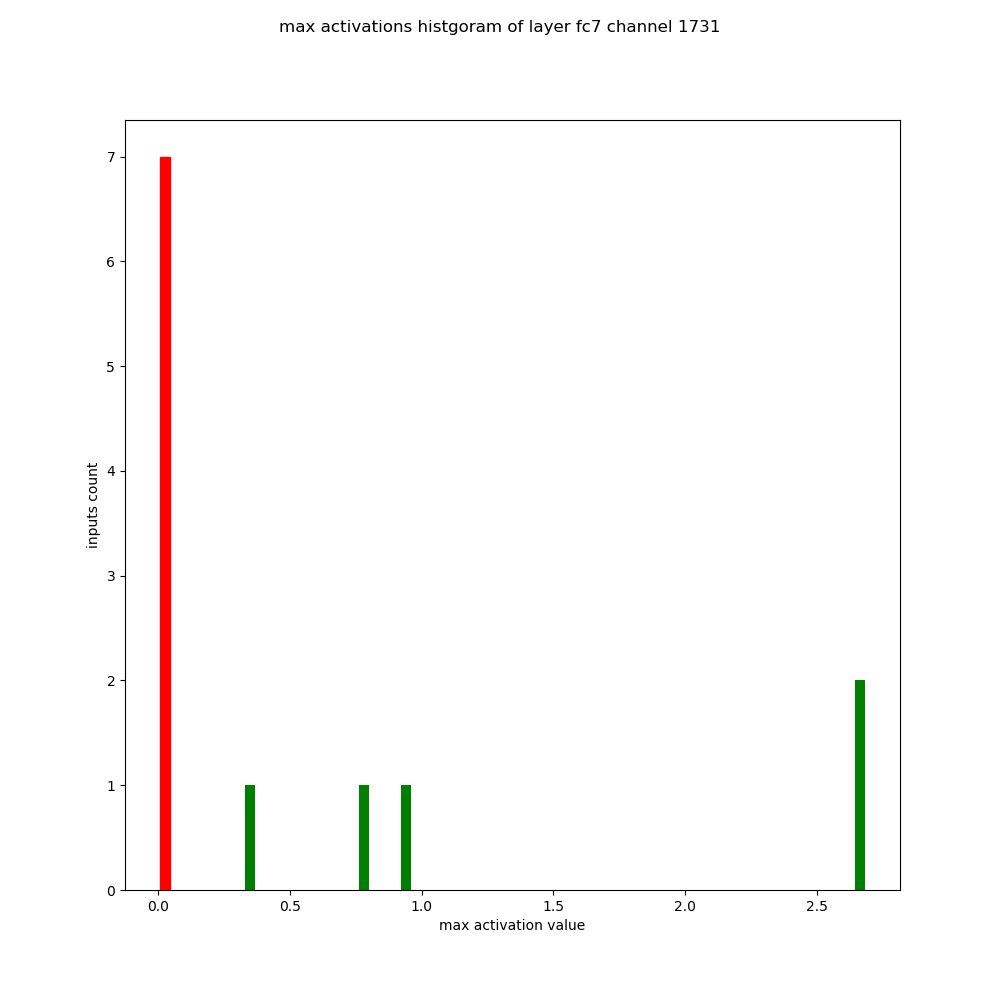 max activations histgoram of layer fc7 channel 1731
7
6
5
4
3
2
1
0
inputs count
0.0 0.5 1.0 1.5 2.0 2.5
max activation value